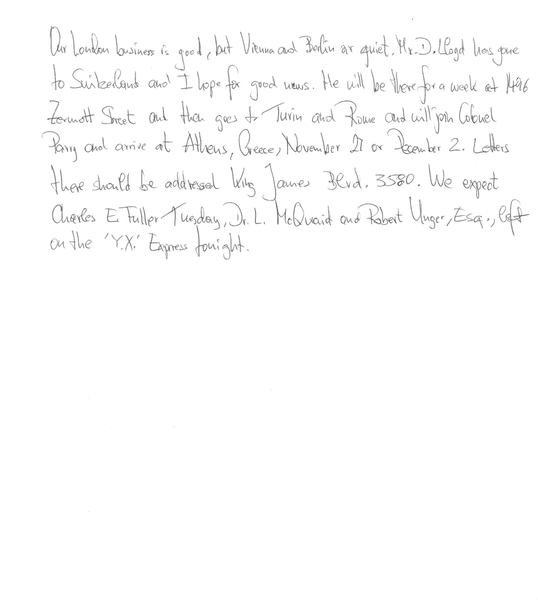 Our London business is good, but Vienna and Berlin are quiet. Mr. D. Lloyd has gone
to Switzerland and I hope for good news. He will be there for a week at 1496
Zermott Street and then goes to Turin and Rome and will join Colonel
Parry and arrive at Athens, Greece, November 27 or December 2. Letters
there should be addressed King James Blvd. 3580. We expect
Charles E. Fuller Tuesday. Dr. L. McQuaid and Robert Unger, Esq., left
on the 'Y.X.' Express tonight.